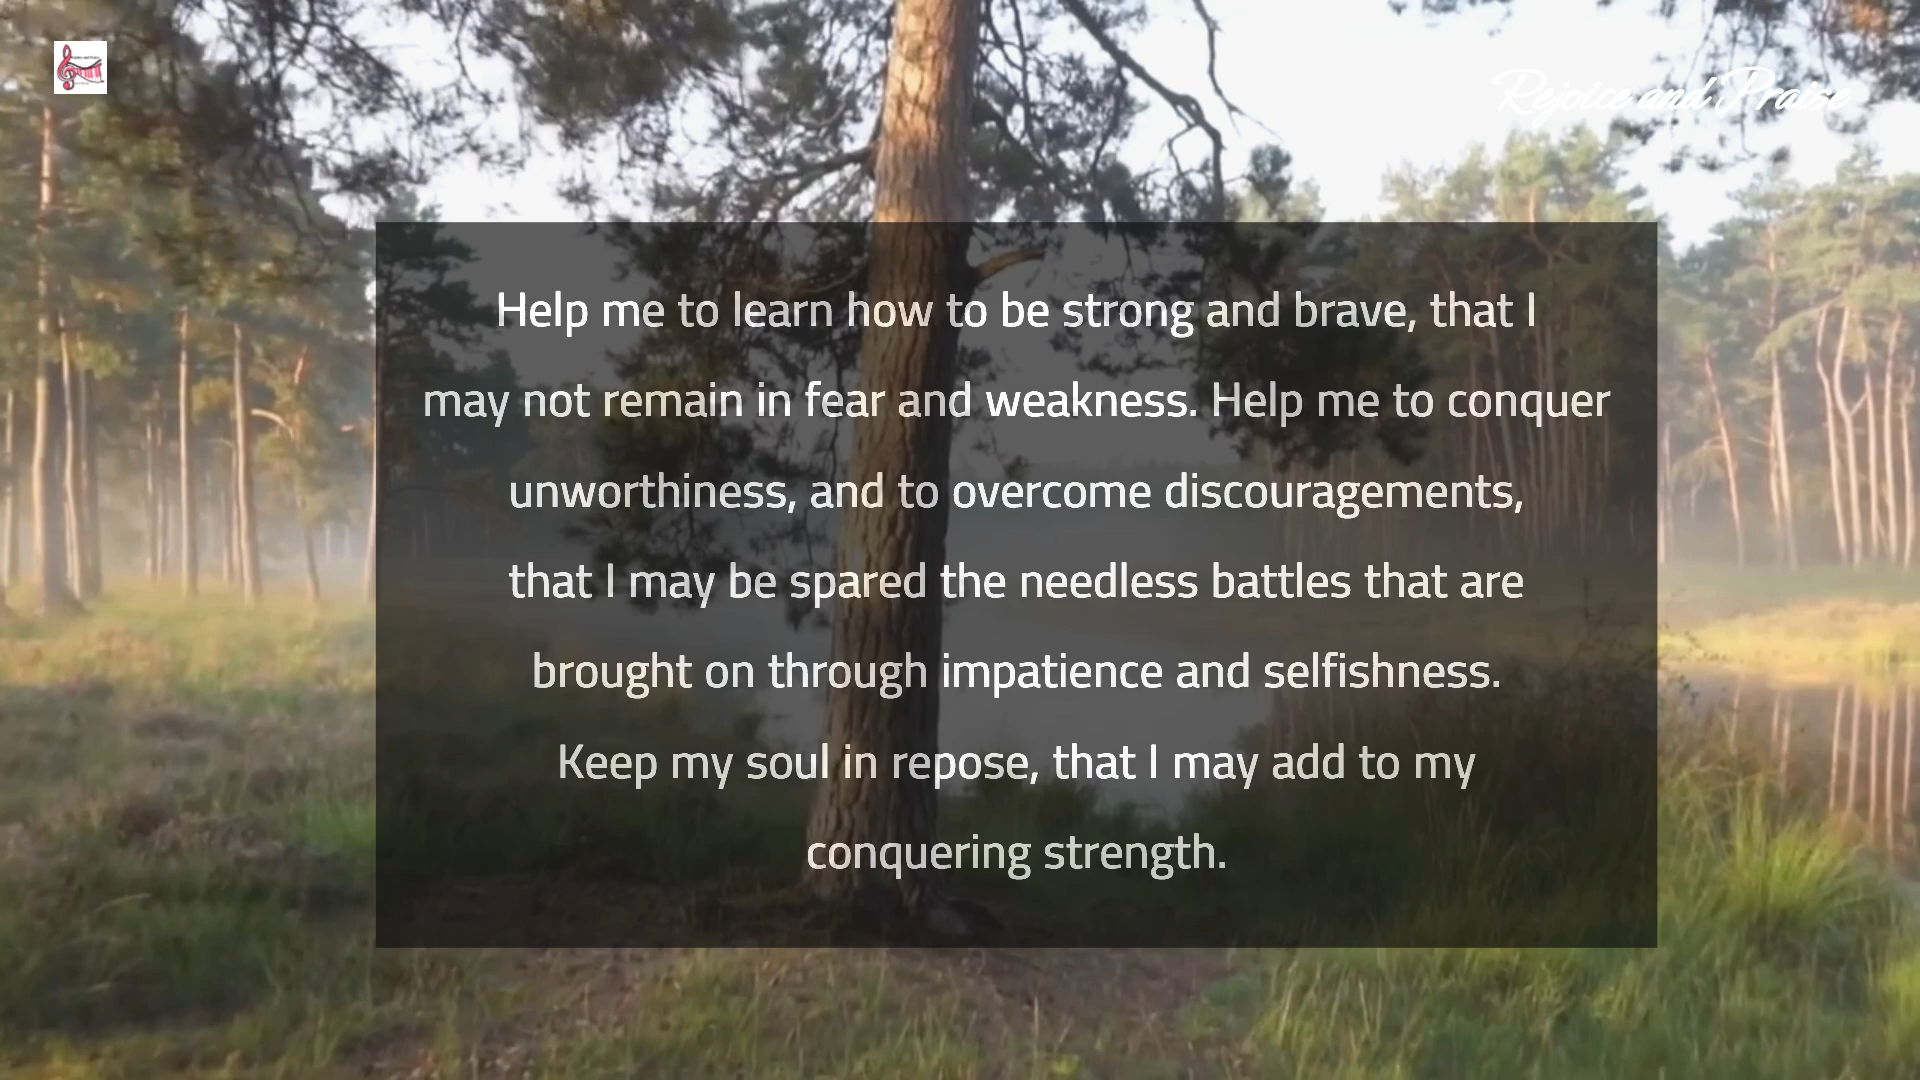 Rejoice and Praise
Help me to learn how to be strong and brave, that I
may not remain in fear and weakness. Help me to conquer
unworthiness, and to overcome discouragements,
that I may be spared the needless battles that are
brought on through impatience and selfishness.
Keep my soul in repose, that I may add to my
conquering strength.